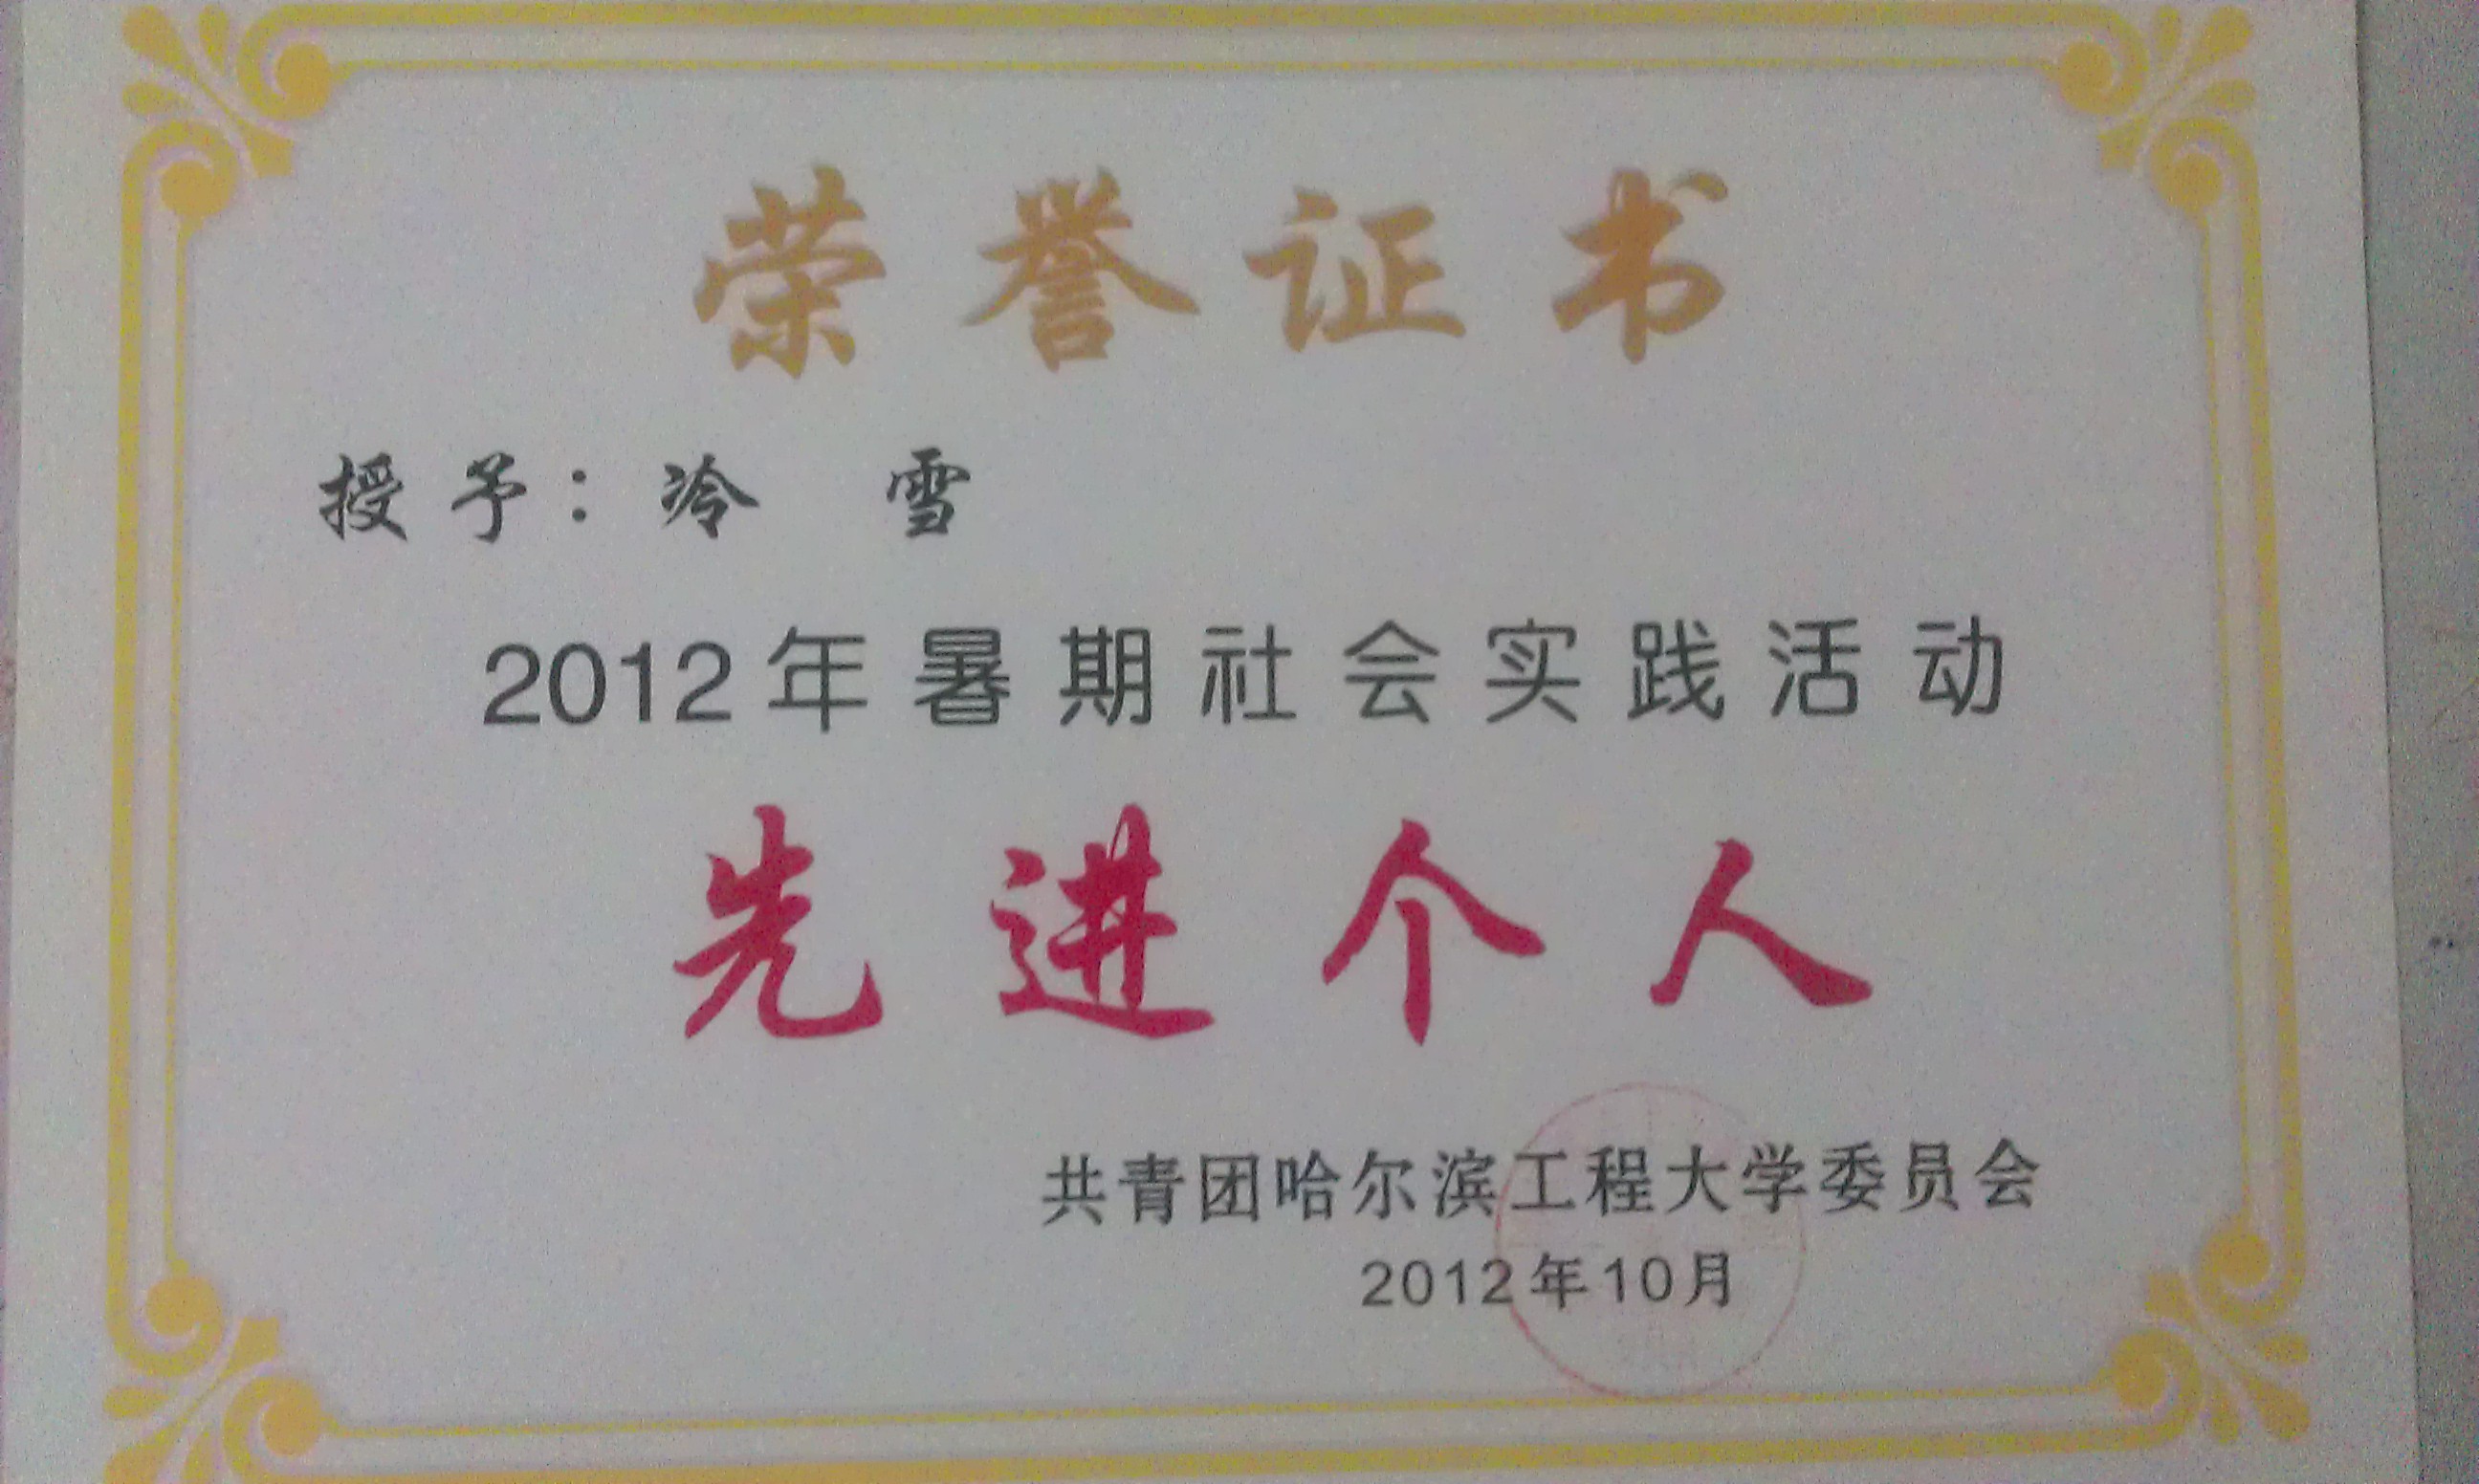 荣誉证书
授予：冷 雪
2012年暑期社会实践活动
先进个人
共青团哈尔滨工程大学委员会
2012年10月